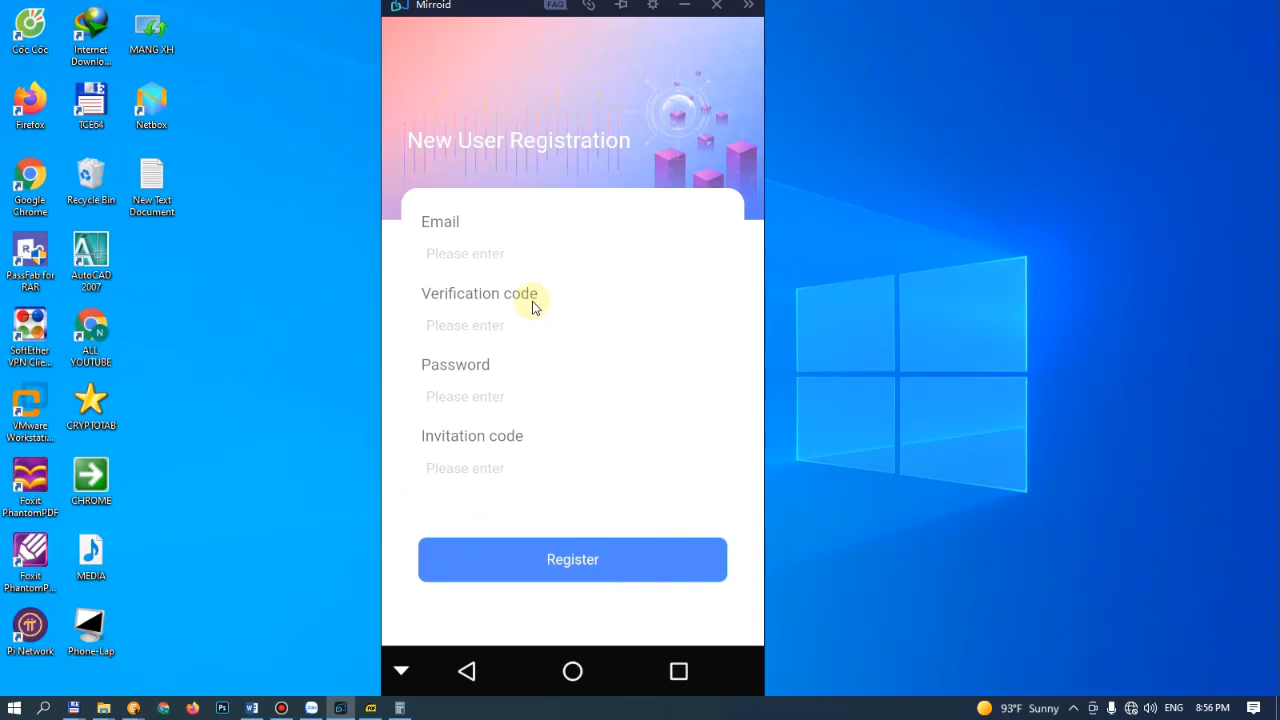 Mirroid
FAQ
New User Registration
Email
Please enter
Verification code
Please enter
Password
Please enter
Invitation code
Please enter
Register
Cốc Cốc
Internet
Downlo...
MANG XH
Firefox
TCE64
Netbox
Google
Chrome
Recycle Bin
New Text
Document
PassFab for
RAR
AutoCAD
2007
SoftEther
VPN Clie...
ALL
YOUTUBE
VMware
Workstati...
CRYPTOTAB
Foxit
PhantomPDF
CHROME
Foxit
PhantomP...
MEDIA
Pi Network
Phone-Lap
93°F Sunny
ENG
8:56 PM